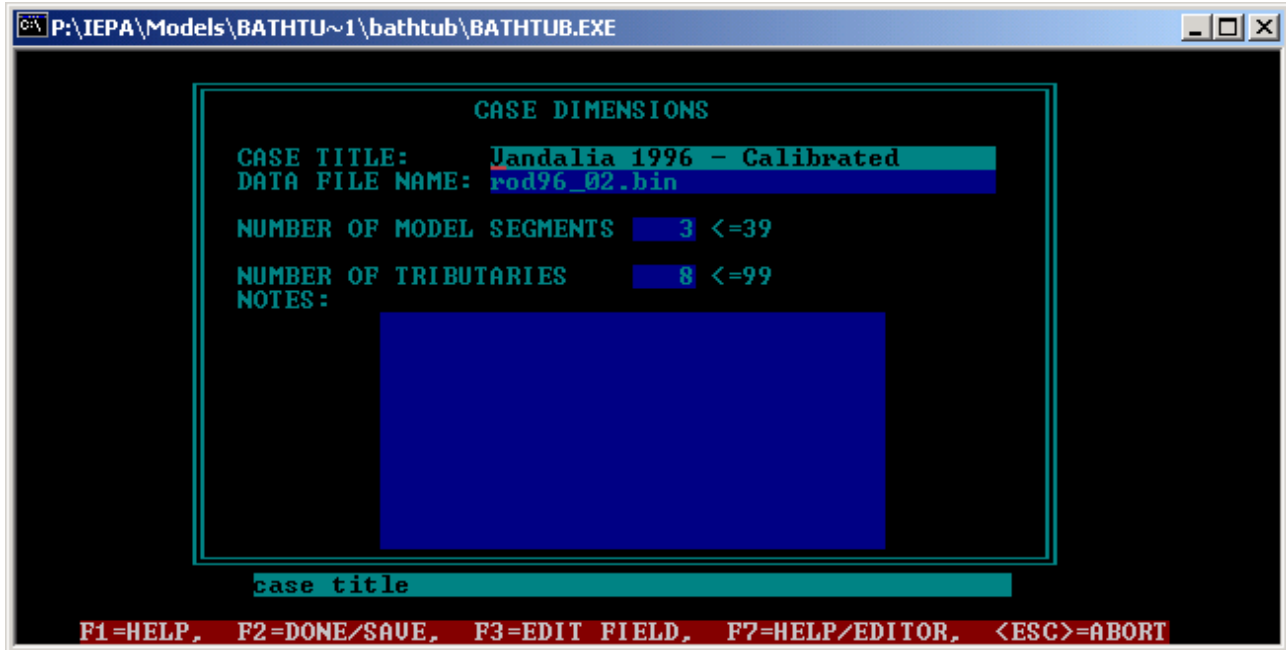 P:\IEPA\Models\BATHTU~1\bathtub\BATHTUB.EXE
CASE DIMENSIONS
CASE TITLE: Vandalia 1996 - Calibrated
DATA FILE NAME: rod96_02.bin
NUMBER OF MODEL SEGMENTS 3 <=39
NUMBER OF TRIBUTARIES 8 <=99
NOTES:
case title
F1=HELP, F2=DONE/SAVE, F3=EDIT FIELD, F7=HELP/EDITOR, <ESC>=ABORT